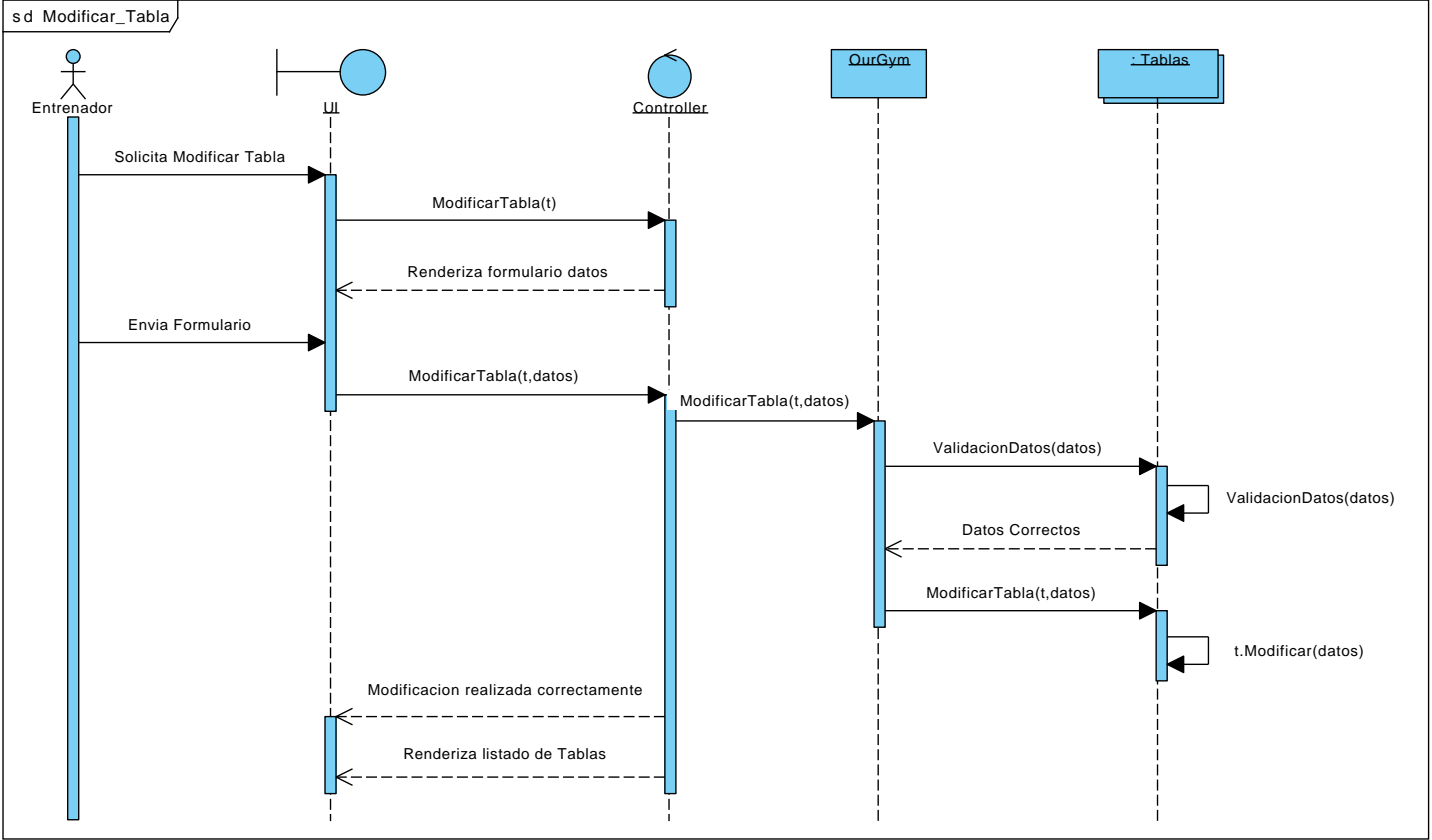 sd Modificar_Tabla
Entrenador
UI
Controller
OurGym
: Tablas
Solicita Modificar Tabla
ModificarTabla(t)
Renderiza formulario datos
Envia Formulario
ModificarTabla(t,datos)
ModificarTabla(t,datos)
ValidacionDatos(datos)
ValidacionDatos(datos)
Datos Correctos
ModificarTabla(t,datos)
t.Modificar(datos)
Modificacion realizada correctamente
Renderiza listado de Tablas